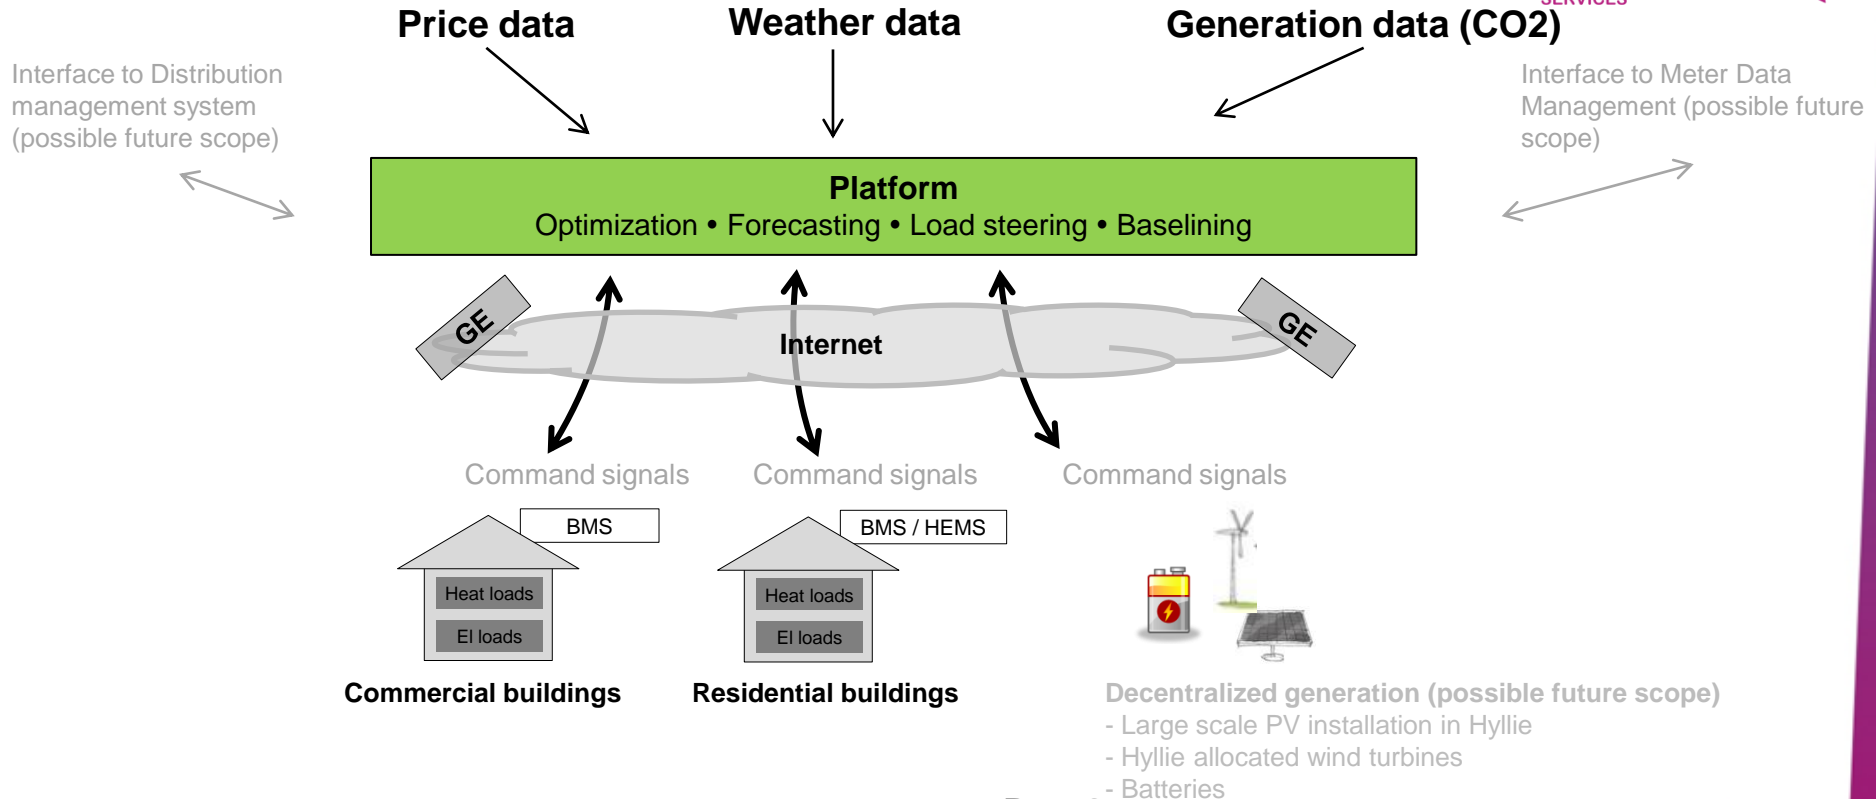 SERVICES
Price data
Weather data
Generation data (CO2)
Interface to Distribution
management system
(possible future scope)
Interface to Meter Data
Management (possible future
scope)
Platform
Optimization • Forecasting • Load steering • Baselining
GE
Internet
GE
Command signals
Command signals
Command signals
BMS
BMS / HEMS
Heat loads
El loads
Heat loads
El loads
Commercial buildings
Residential buildings
Decentralized generation (possible future scope)
- Large scale PV installation in Hyllie
- Hyllie allocated wind turbines
- Batteries